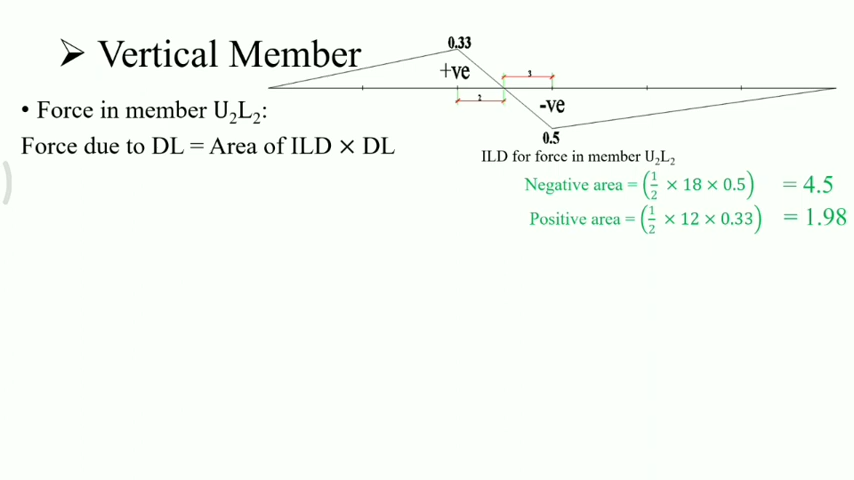 ➢ Vertical Member
• Force in member U₂L₂:
Force due to DL = Area of ILD × DL
0.33
+ve
3
2
-ve
0.5
ILD for force in member U₂L₂
Negative area = (1/2 × 18 × 0.5) = 4.5
Positive area = (1/2 × 12 × 0.33) = 1.98